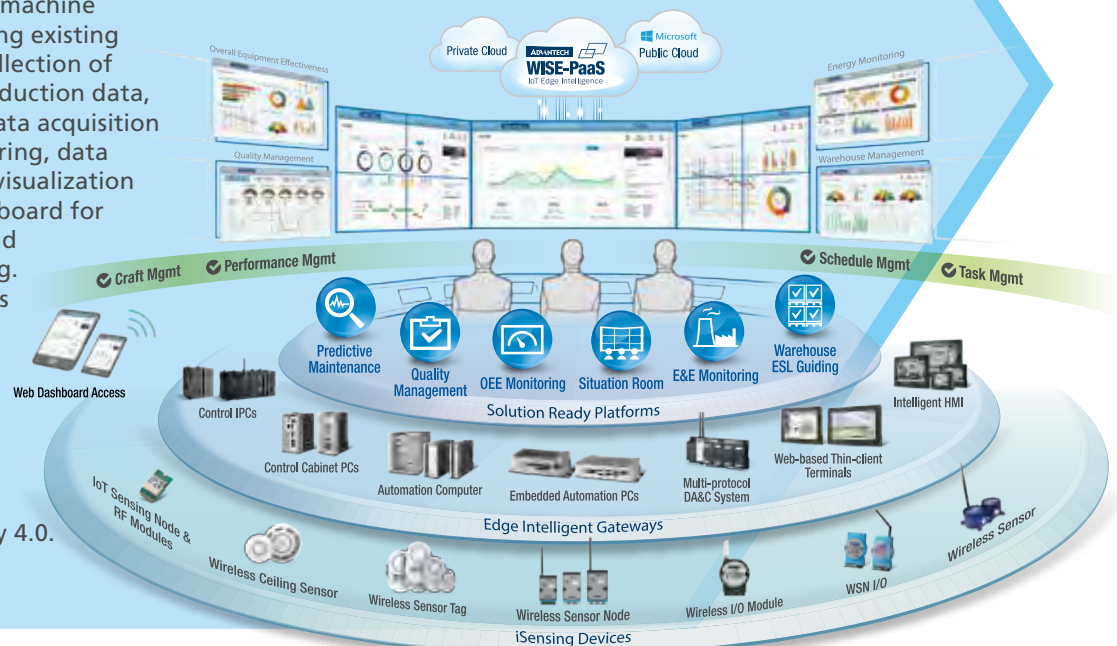 machine
ng existing
llection of
duction data,
ata acquisition
ring, data
visualization
board for
d
g.
s
y 4.0.
Private Cloud
ADVANTECH
WISE-PaaS
IoT Edge Intelligence
Microsoft
Public Cloud
Overall Equipment Effectiveness
Energy Monitoring
Quality Management
Warehouse Management
Craft Mgmt
Performance Mgmt
Schedule Mgmt
Task Mgmt
Web Dashboard Access
Predictive
Maintenance
Quality
Management
OEE Monitoring
Situation Room
E&E Monitoring
Warehouse
ESL Guiding
Solution Ready Platforms
Control IPCs
Control Cabinet PCs
Automation Computer
Embedded Automation PCs
Multi-protocol
DA&C System
Web-based Thin-client
Terminals
Intelligent HMI
Edge Intelligent Gateways
IoT Sensing Node &
RF Modules
Wireless Ceiling Sensor
Wireless Sensor Tag
Wireless Sensor Node
Wireless I/O Module
WSN I/O
Wireless Sensor
iSensing Devices